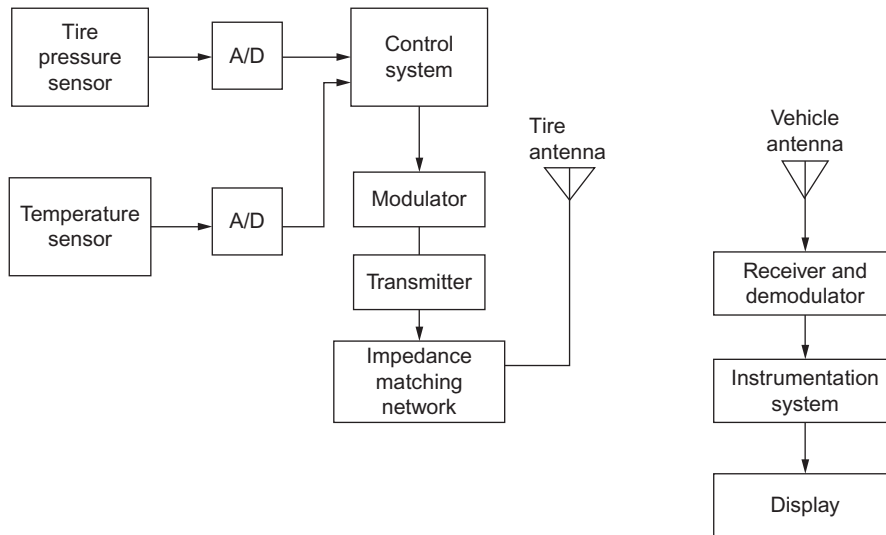 Tire
pressure
sensor
A/D
Control
system
Tire
antenna
Vehicle
antenna
Temperature
sensor
A/D
Modulator
Transmitter
Impedance
matching
network
Receiver and
demodulator
Instrumentation
system
Display